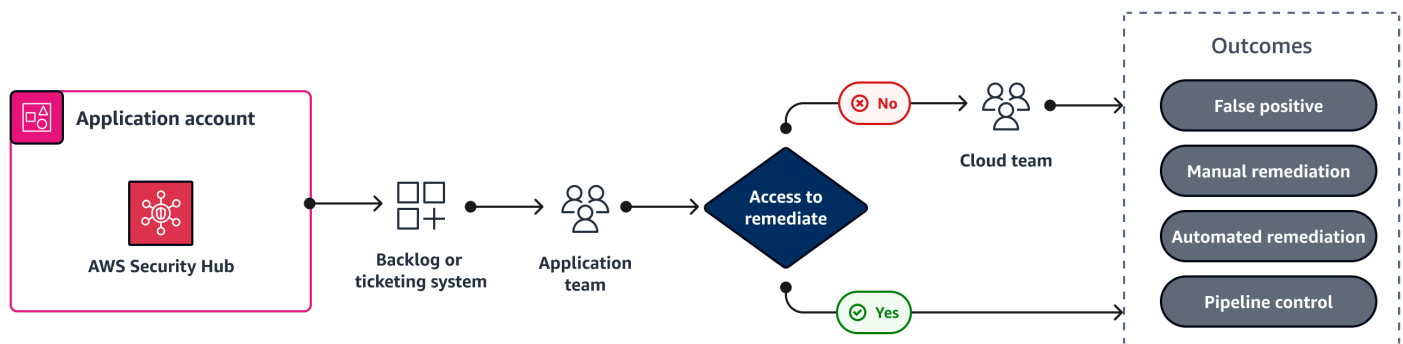 Application account
AWS Security Hub
Backlog or
ticketing system
Application
team
Access to
remediate
No
Cloud team
Yes
Outcomes
False positive
Manual remediation
Automated remediation
Pipeline control